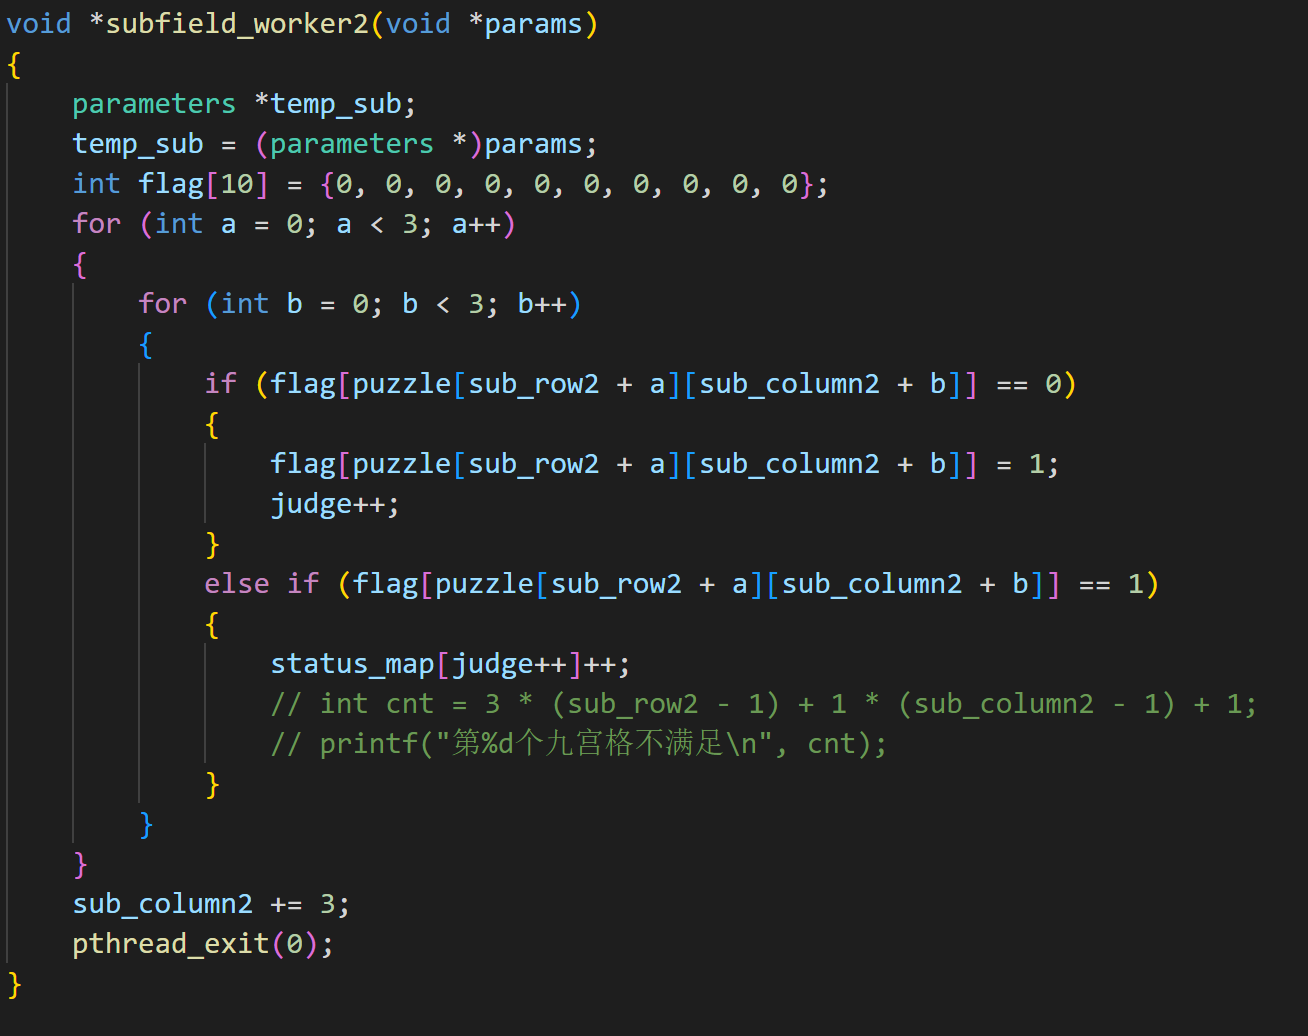 void *subfield_worker2(void *params)
{
    parameters *temp_sub;
    temp_sub = (parameters *)params;
    int flag[10] = {0, 0, 0, 0, 0, 0, 0, 0, 0, 0};
    for (int a = 0; a < 3; a++)
    {
        for (int b = 0; b < 3; b++)
        {
            if (flag[puzzle[sub_row2 + a][sub_column2 + b]] == 0)
            {
                flag[puzzle[sub_row2 + a][sub_column2 + b]] = 1;
                judge++;
            }
            else if (flag[puzzle[sub_row2 + a][sub_column2 + b]] == 1)
            {
                status_map[judge++]++;
                // int cnt = 3 * (sub_row2 - 1) + 1 * (sub_column2 - 1) + 1;
                // printf("第%d个九宫格不满足\n", cnt);
            }
        }
    }
    sub_column2 += 3;
    pthread_exit(0);
}